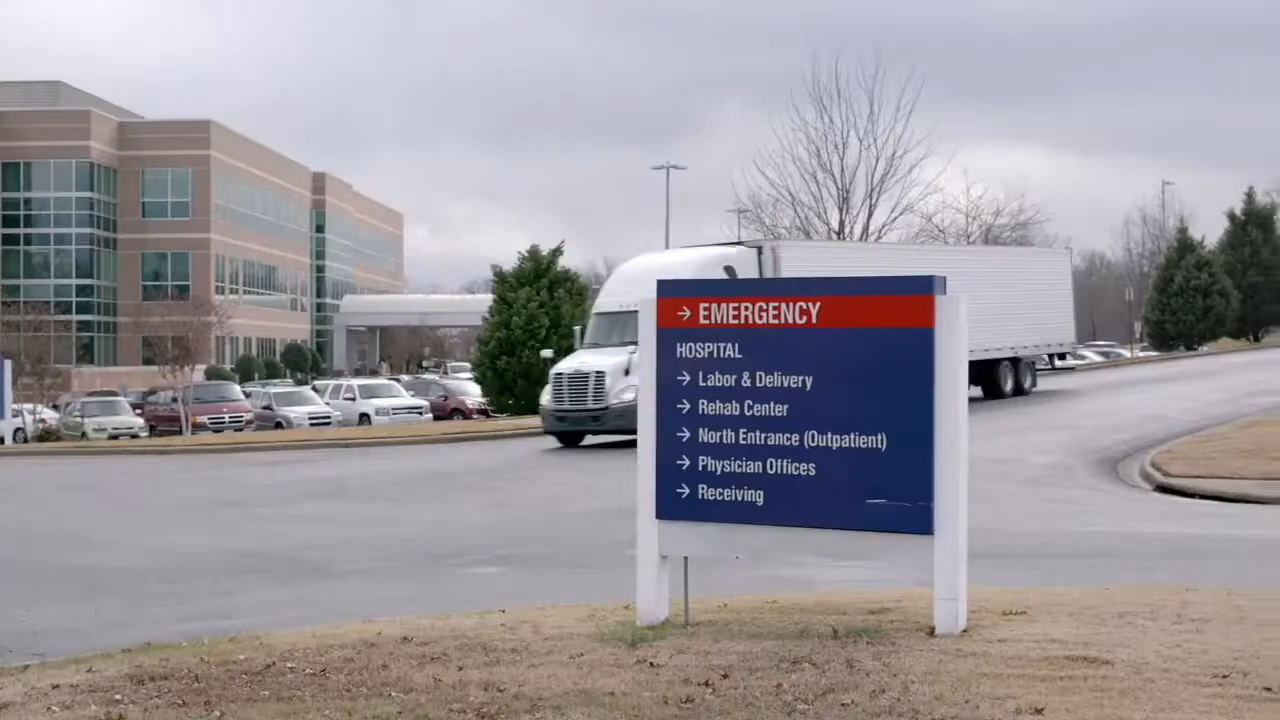 → EMERGENCY
HOSPITAL
→ Labor & Delivery
→ Rehab Center
→ North Entrance (Outpatient)
→ Physician Offices
→ Receiving